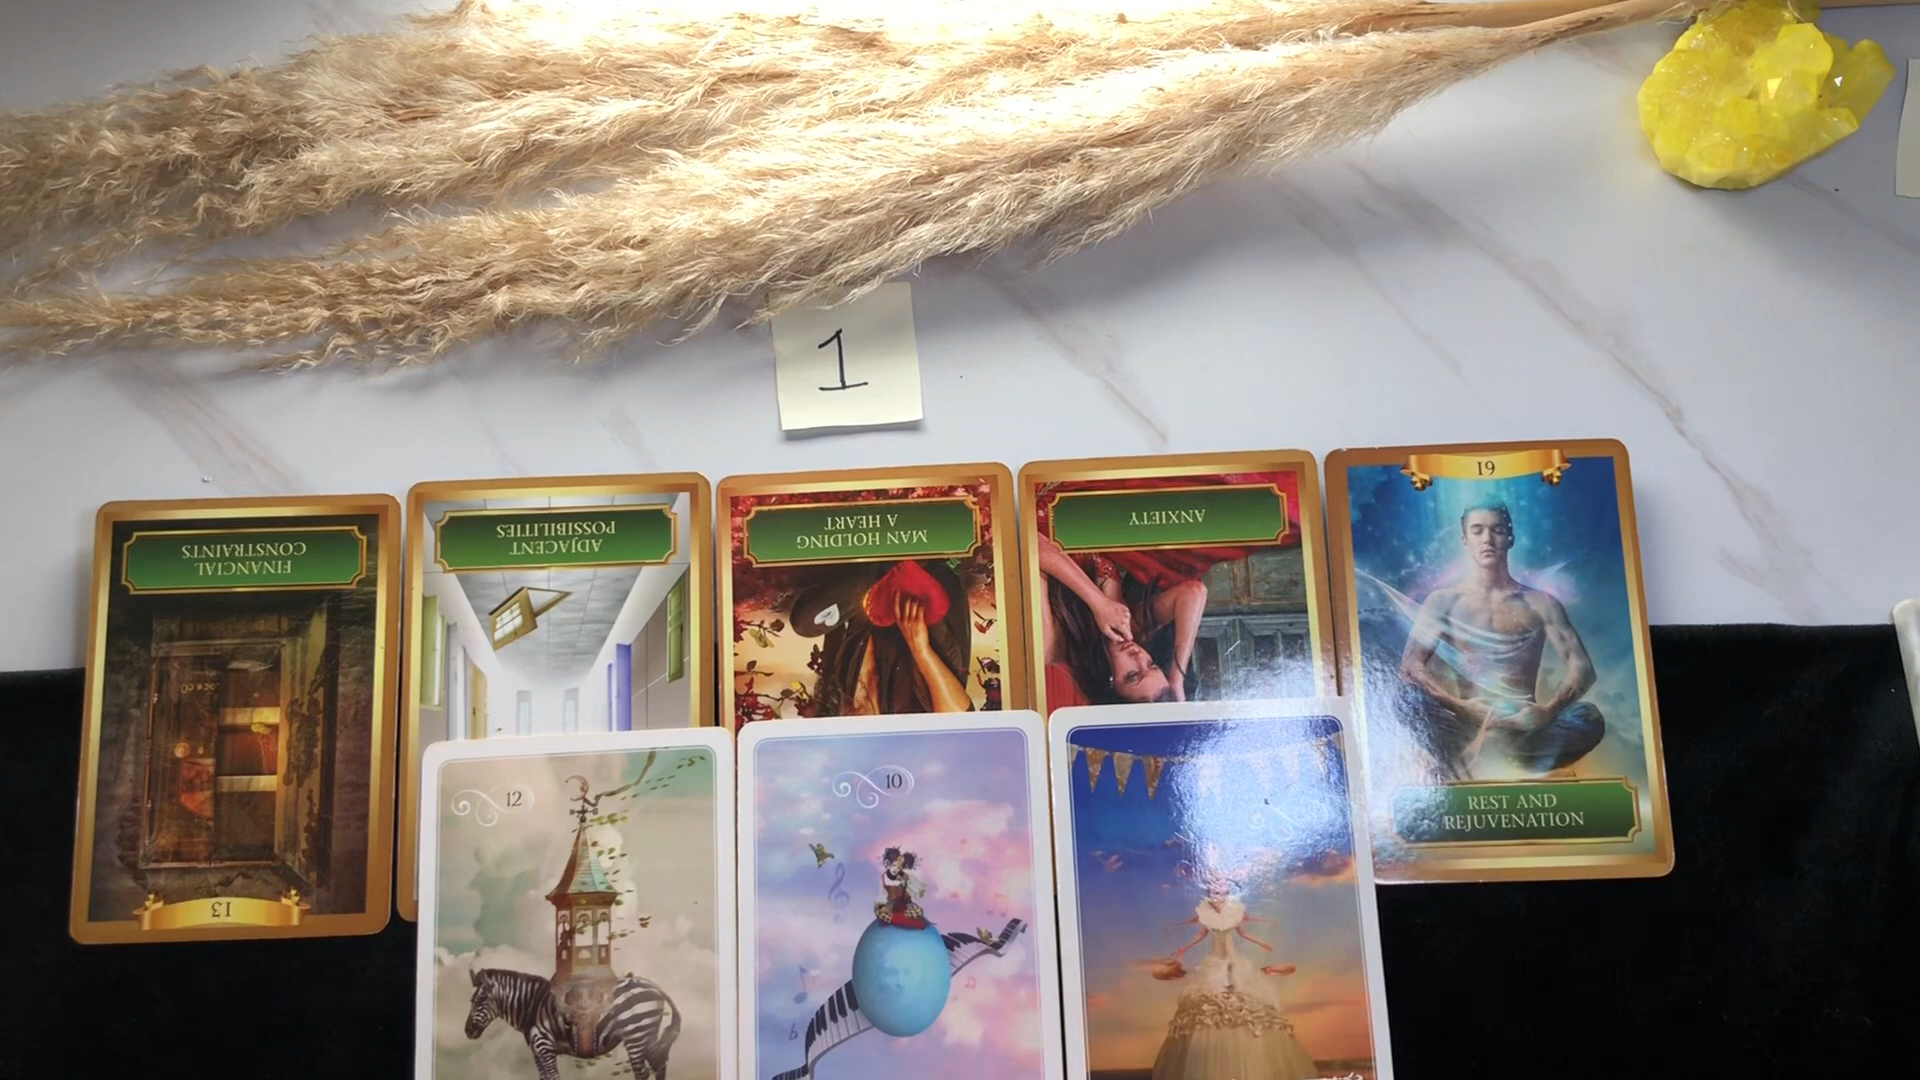 1
FINANCIAL
CONSTRAINTS
13
ADJACENT
POSSIBILITIES
MAN HOLDING
A HEART
ANXIETY
19
REST AND
REJUVENATION
12
10